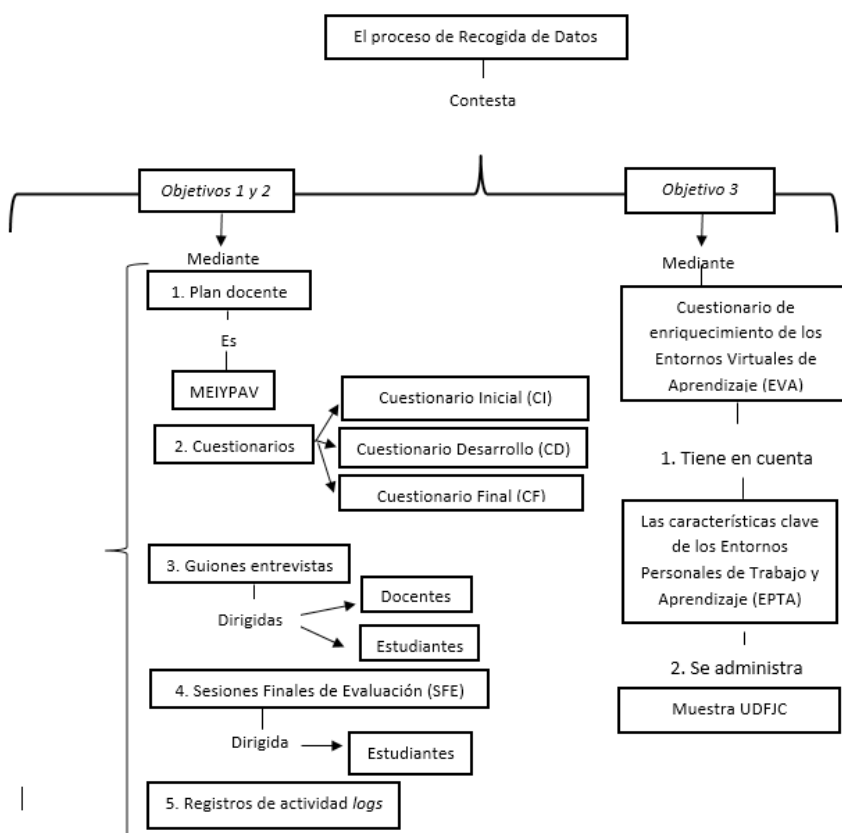 El proceso de Recogida de Datos
Contesta
Objetivos 1 y 2
Mediante
1. Plan docente
Es
MEIYPAV
2. Cuestionarios
Cuestionario Inicial (CI)
Cuestionario Desarrollo (CD)
Cuestionario Final (CF)
3. Guiones entrevistas
Dirigidas
Docentes
Estudiantes
4. Sesiones Finales de Evaluación (SFE)
Dirigida
Estudiantes
5. Registros de actividad logs
Objetivo 3
Mediante
Cuestionario de
enriquecimiento de los
Entornos Virtuales de
Aprendizaje (EVA)
1. Tiene en cuenta
Las características clave
de los Entornos
Personales de Trabajo y
Aprendizaje (EPTA)
2. Se administra
Muestra UDFJC